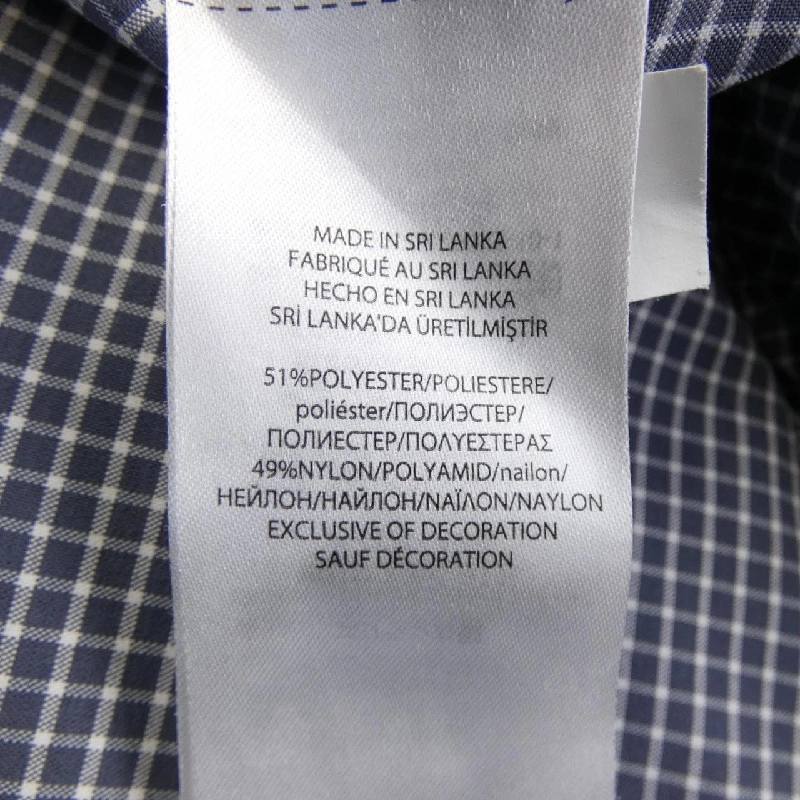 MADE IN SRI LANKA
FABRIQUÉ AU SRI LANKA
HECHO EN SRI LANKA
SRİ LANKA'DA ÜRETİLMİŞTİR
51%POLYESTER/POLIESTERE/
poliéster/ПОЛИЭСТЕР/
ПОЛИЕСТЕР/ΠΟΛΥΕΣΤΕΡΑΣ
49%NYLON/POLYAMID/nailon/
НЕЙЛОН/НАЙЛОН/ΝΑΪΛΟΝ/NAYLON
EXCLUSIVE OF DECORATION
SAUF DÉCORATION